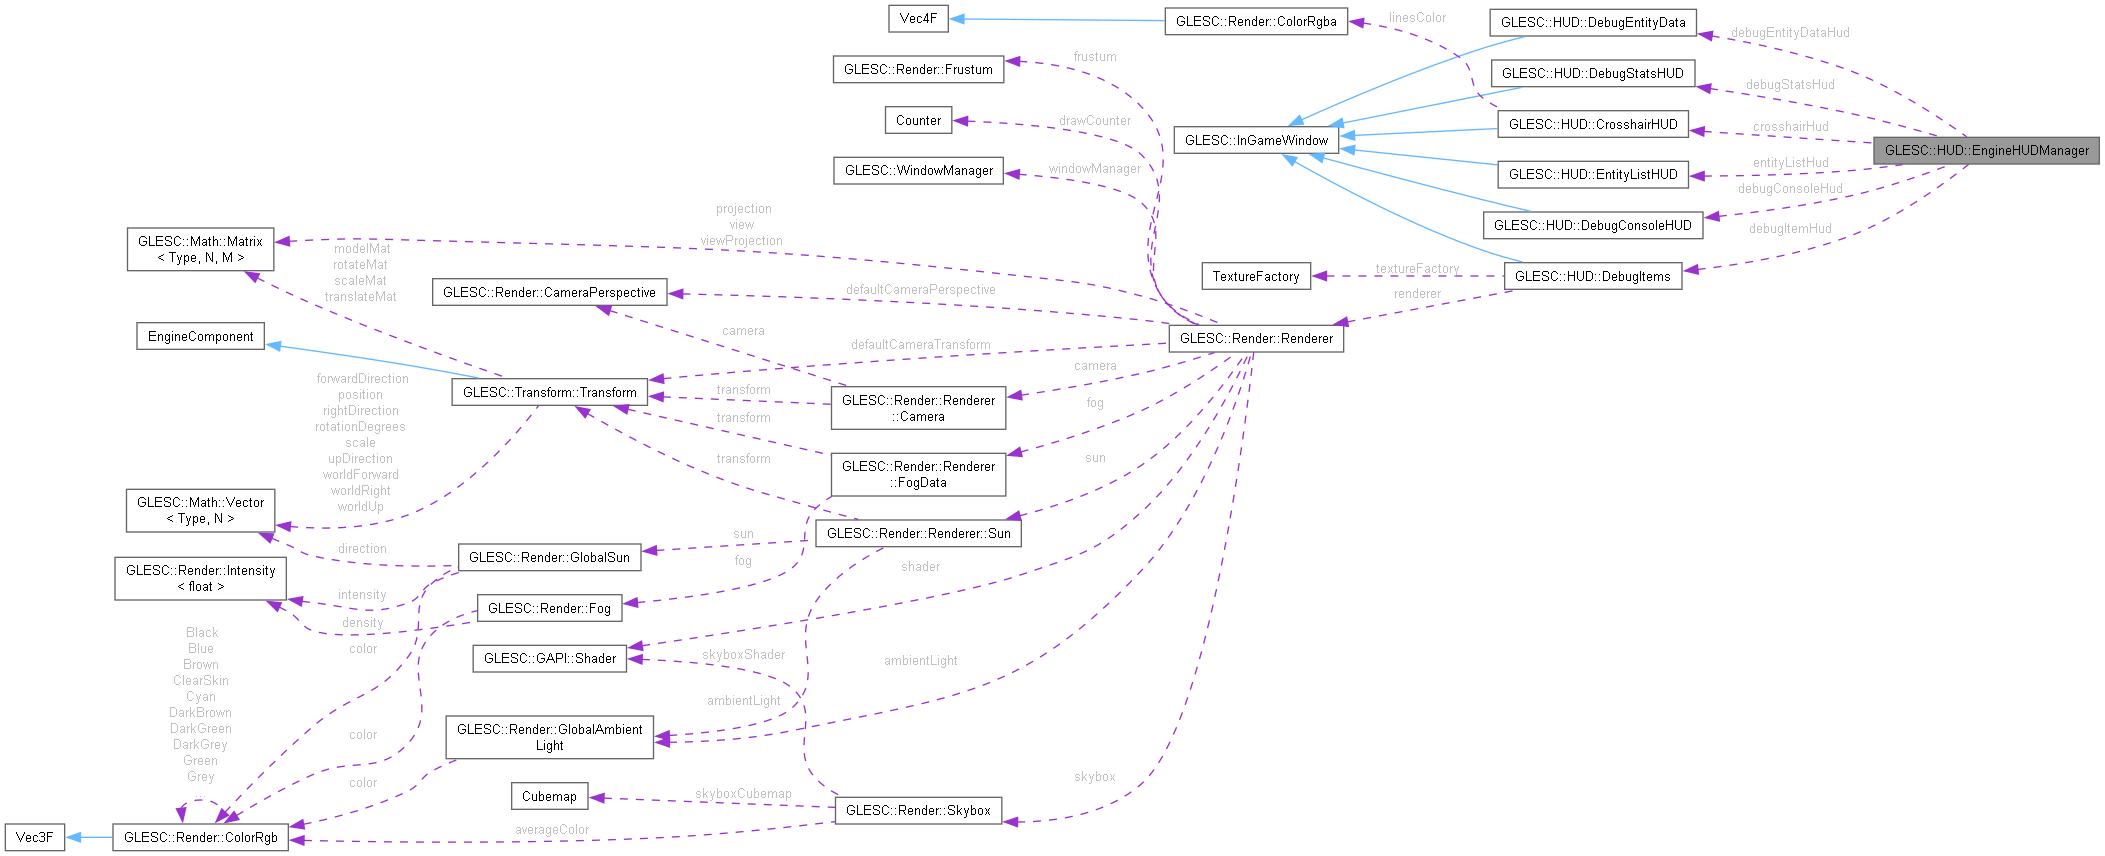 Vec4F
GLESC::Render::ColorRgba
linesColor
GLESC::HUD::DebugEntityData
debugEntityDataHud
frustum
GLESC::Render::Frustum
GLESC::HUD::DebugStatsHUD
debugStatsHud
Counter
drawCounter
GLESC::InGameWindow
GLESC::HUD::CrosshairHUD
crosshairHud
GLESC::HUD::EngineHUDManager
GLESC::WindowManager
windowManager
GLESC::HUD::EntityListHUD
entityListHud
debugConsoleHud
GLESC::HUD::DebugConsoleHUD
debugItemHud
projection
view
viewProjection
GLESC::Math::Matrix
< Type, N, M >
modelMat
rotateMat
scaleMat
translateMat
TextureFactory
textureFactory
GLESC::HUD::DebugItems
renderer
GLESC::Render::CameraPerspective
defaultCameraPerspective
EngineComponent
camera
defaultCameraTransform
GLESC::Render::Renderer
camera
forwardDirection
position
rightDirection
rotationDegrees
scale
upDirection
worldForward
worldRight
worldUp
GLESC::Transform::Transform
transform
GLESC::Render::Renderer
::Camera
fog
transform
GLESC::Render::Renderer
::FogData
transform
sun
GLESC::Math::Vector
< Type, N >
GLESC::Render::Renderer::Sun
sun
direction
GLESC::Render::GlobalSun
fog
shader
GLESC::Render::Intensity
< float >
intensity
density
GLESC::Render::Fog
color
GLESC::GAPI::Shader
skyboxShader
ambientLight
Black
Blue
Brown
ClearSkin
Cyan
DarkBrown
DarkGreen
DarkGrey
Green
Grey
...
color
ambientLight
GLESC::Render::GlobalAmbient
Light
color
Cubemap
skyboxCubemap
skybox
GLESC::Render::Skybox
averageColor
Vec3F
GLESC::Render::ColorRgb